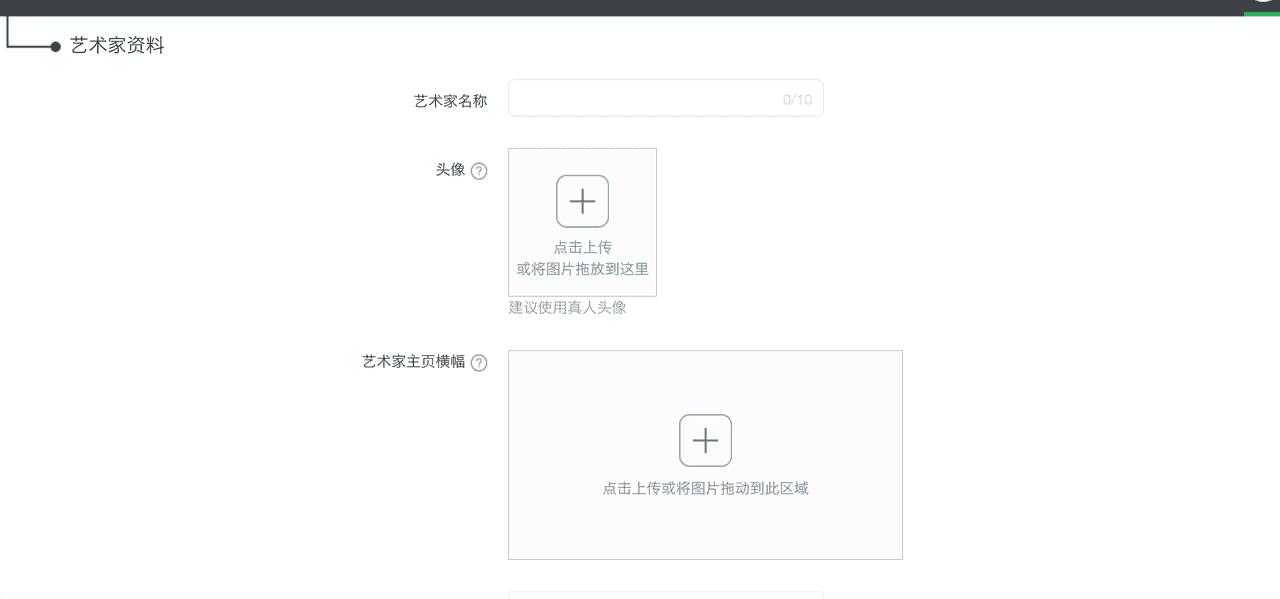 艺术家资料
艺术家名称
0/10
头像 ?
点击上传
或将图片拖放到这里
建议使用真人头像
艺术家主页横幅 ?
点击上传或将图片拖动到此区域